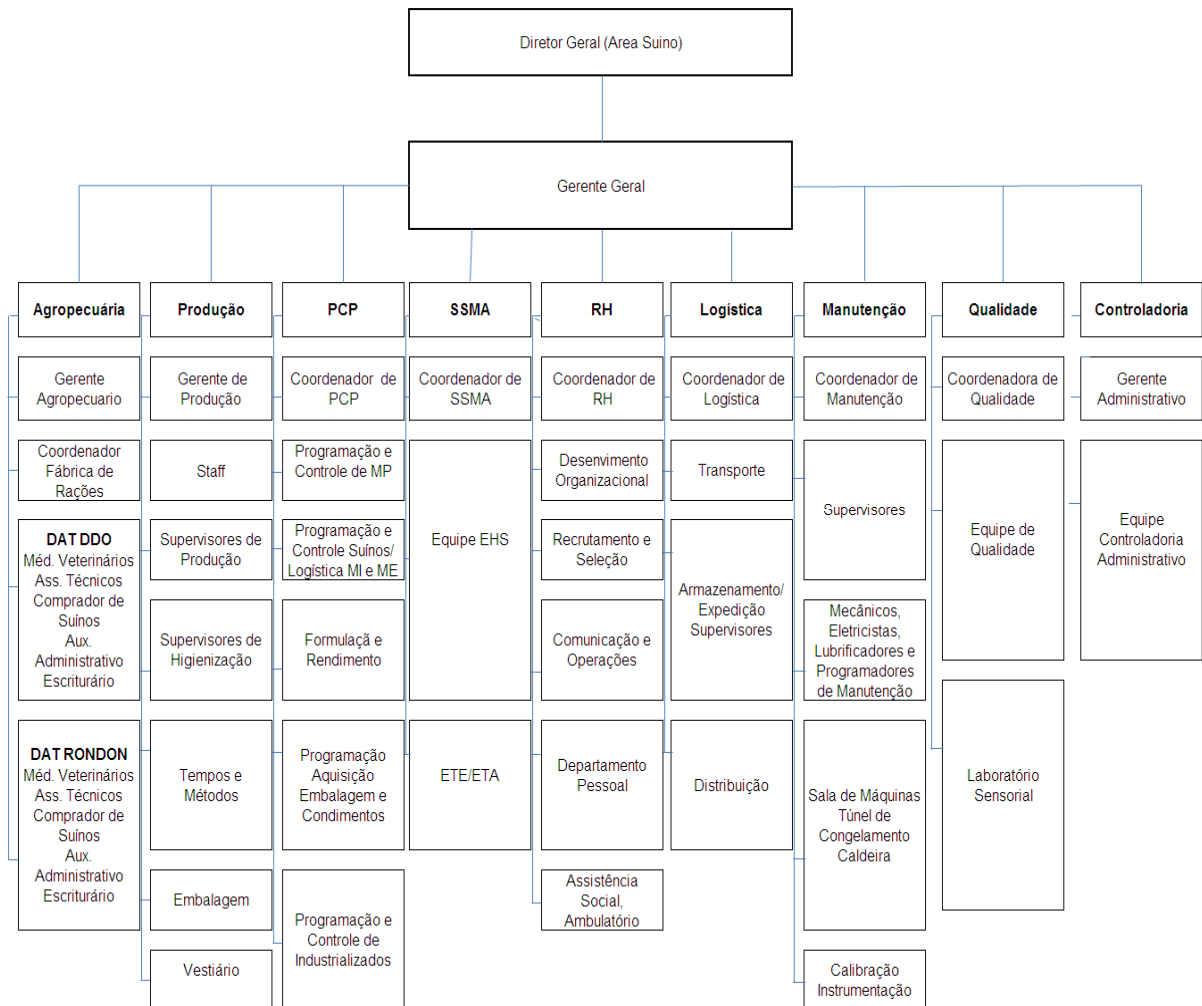 Diretor Geral (Area Suino)
Gerente Geral
Agropecuária
Produção
PCP
SSMA
RH
Logística
Manutenção
Qualidade
Controladoria
Gerente
Agropecuario
Gerente de
Produção
Coordenador de
PCP
Coordenador de
SSMA
Coordenador de
RH
Coordenador de
Logística
Coordenador de
Manutenção
Coordenadora de
Qualidade
Gerente
Administrativo
Coordenador
Fábrica de
Rações
Staff
Programação e
Controle de MP
Equipe EHS
Desenvimento
Organizacional
Transporte
Supervisores
Equipe de
Qualidade
Equipe
Controladoria
Administrativo
DAT DDO
Méd. Veterinários
Ass. Técnicos
Comprador de
Suínos
Aux.
Administrativo
Escriturário
Supervisores de
Produção
Programação e
Controle Suínos/
Logística MI e ME
Recrutamento e
Seleção
Armazenamento/
Expedição
Supervisores
Supervisores de
Higienização
Formulaçã e
Rendimento
Comunicação e
Operações
Mecânicos,
Eletricistas,
Lubrificadores e
Programadores
de Manutenção
DAT RONDON
Méd. Veterinários
Ass. Técnicos
Comprador de
Suínos
Aux.
Administrativo
Escriturário
Tempos e
Métodos
Programação
Aquisição
Embalagem e
Condimentos
ETE/ETA
Departamento
Pessoal
Distribuição
Sala de Máquinas
Túnel de
Congelamento
Caldeira
Laboratório
Sensorial
Embalagem
Programação e
Controle de
Industrializados
Assistência
Social,
Ambulatório
Vestiário
Calibração
Instrumentação